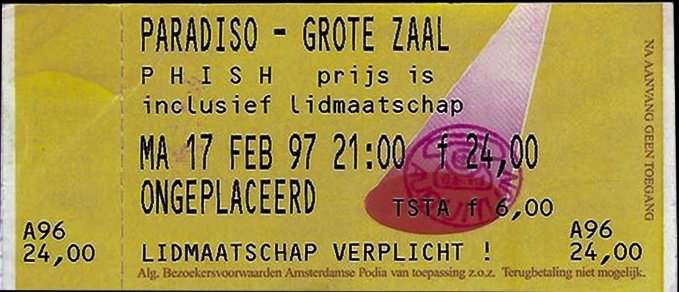 PARADISO - GROTE ZAAL
PHISH prijs is
inclusief lidmaatschap
MA 17 FEB 97 21:00 f 24,00
ONGEPLACEERD
TSTA f 6,00
A96
24,00
A96
24,00
LIDMAATSCHAP VERPLICHT !
Alg. Bezoekersvoorwaarden Amsterdamse Podia van toepassing z.o.z. Terugbetaling niet mogelijk.
NA AANVANG GEEN TOEGANG